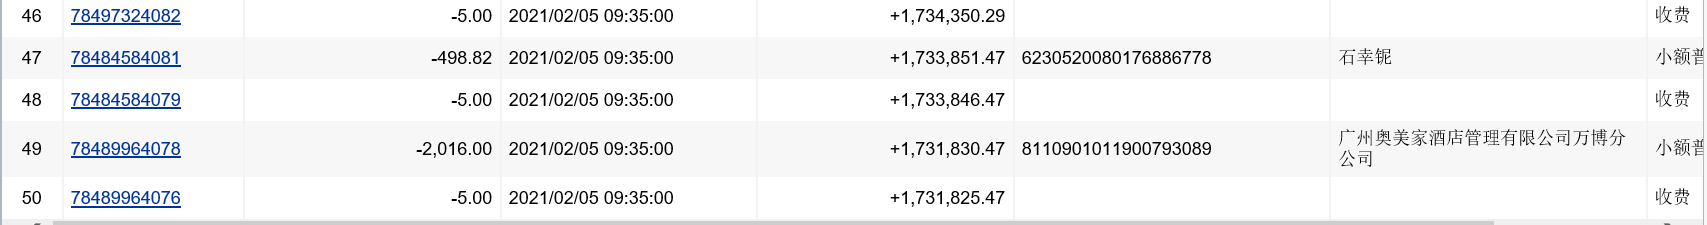 46 78497324082 -5.00 2021/02/05 09:35:00 +1,734,350.29 收费
47 78484584081 -498.82 2021/02/05 09:35:00 +1,733,851.47 6230520080176886778 石幸铌 小额普
48 78484584079 -5.00 2021/02/05 09:35:00 +1,733,846.47 收费
49 78489964078 -2,016.00 2021/02/05 09:35:00 +1,731,830.47 8110901011900793089 广州奥美家酒店管理有限公司万博分
公司 小额普
50 78489964076 -5.00 2021/02/05 09:35:00 +1,731,825.47 收费